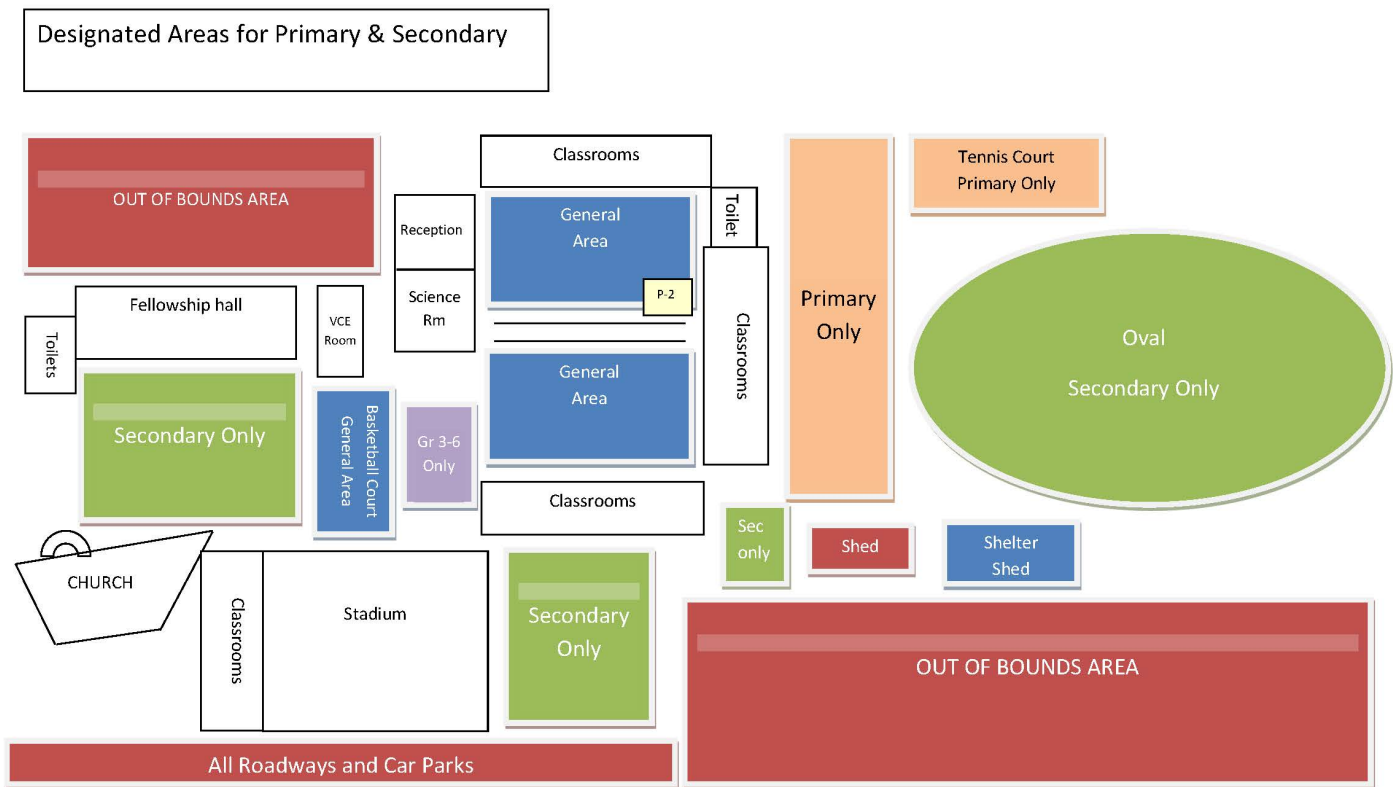 Designated Areas for Primary & Secondary
OUT OF BOUNDS AREA
Classrooms
Reception
General
Area
Toilet
Tennis Court
Primary Only
Science
Rm
P-2
Primary
Only
Fellowship hall
VCE
Room
Toilets
General
Area
Classrooms
Oval
Secondary Only
Secondary Only
Basketball Court
General Area
Gr 3-6
Only
Classrooms
Sec
only
Shed
Shelter
Shed
CHURCH
Classrooms
Stadium
Secondary
Only
OUT OF BOUNDS AREA
All Roadways and Car Parks